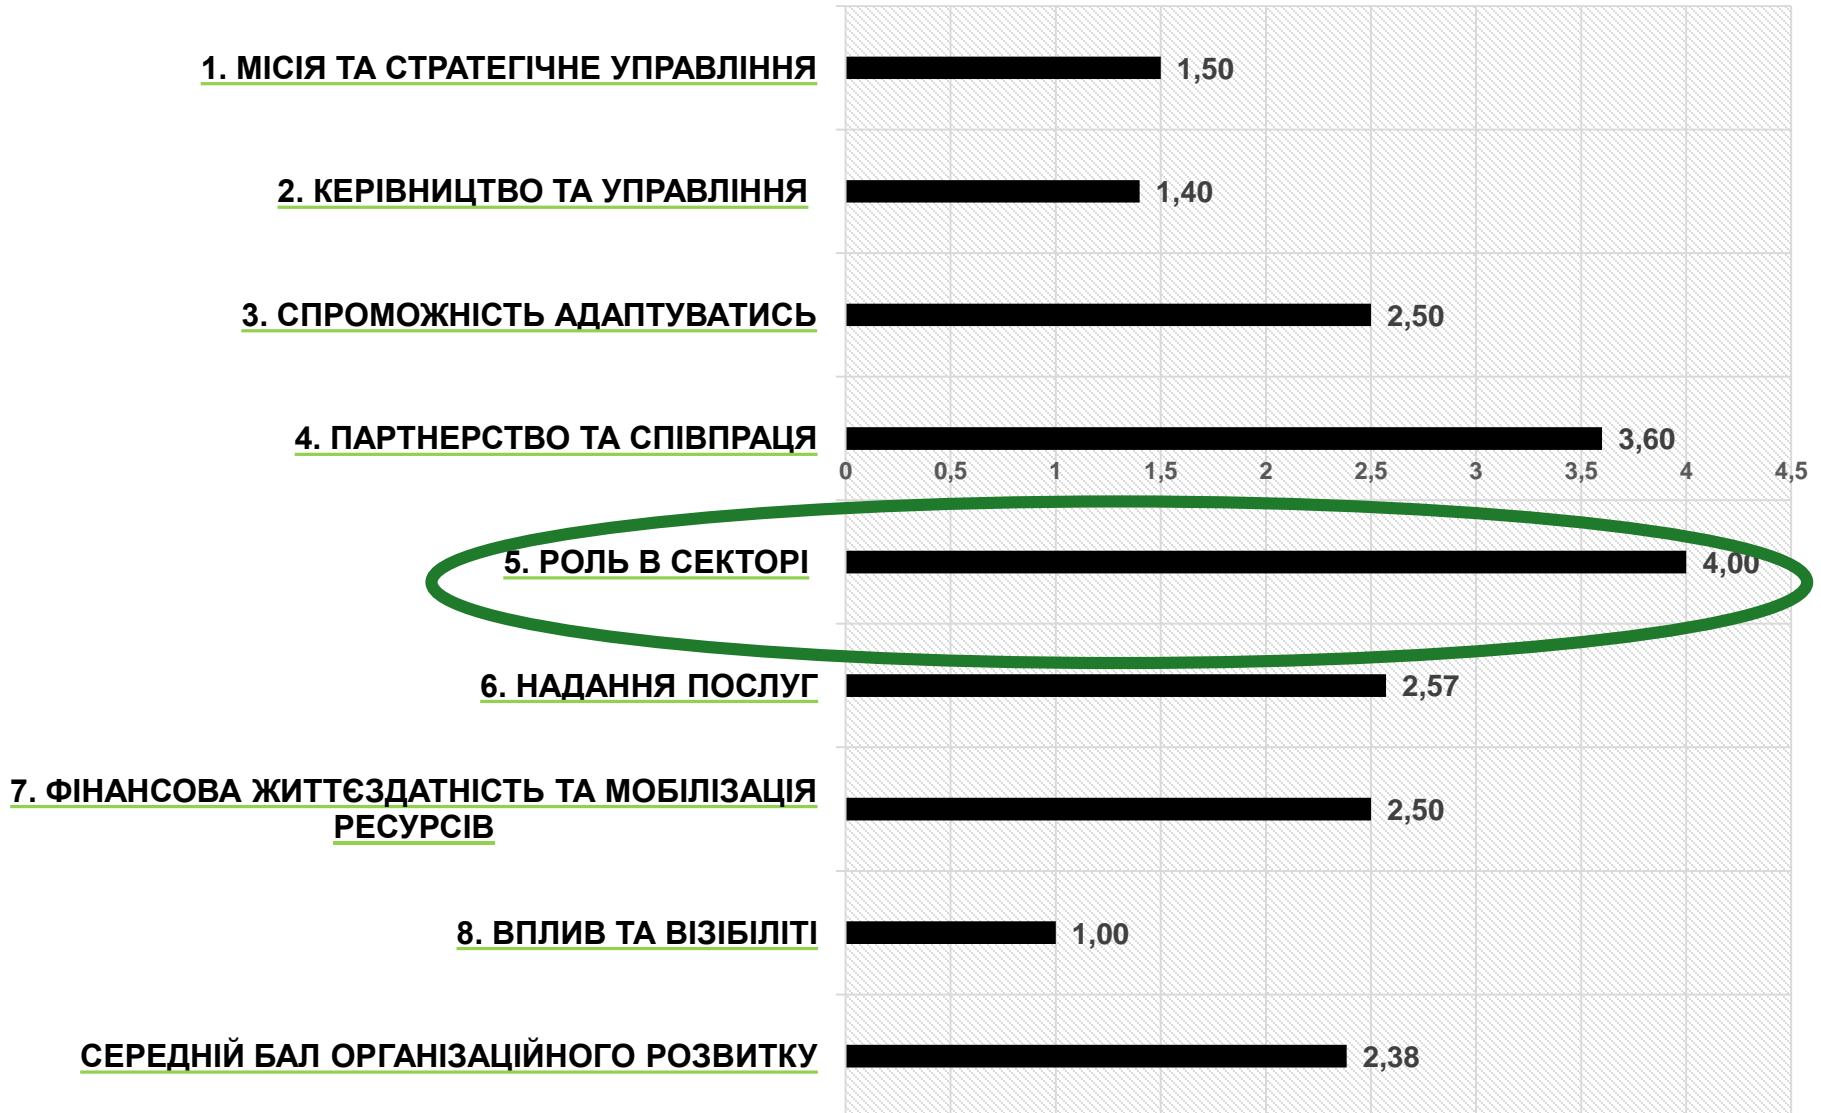 1. МІСІЯ ТА СТРАТЕГІЧНЕ УПРАВЛІННЯ
1,50
2. КЕРІВНИЦТВО ТА УПРАВЛІННЯ
1,40
3. СПРОМОЖНІСТЬ АДАПТУВАТИСЬ
2,50
4. ПАРТНЕРСТВО ТА СПІВПРАЦЯ
3,60
0 0,5 1 1,5 2 2,5 3 3,5 4 4,5
5. РОЛЬ В СЕКТОРІ
4,00
6. НАДАННЯ ПОСЛУГ
2,57
7. ФІНАНСОВА ЖИТТЄЗДАТНІСТЬ ТА МОБІЛІЗАЦІЯ
РЕСУРСІВ
2,50
8. ВПЛИВ ТА ВІЗІБІЛІТІ
1,00
СЕРЕДНІЙ БАЛ ОРГАНІЗАЦІЙНОГО РОЗВИТКУ
2,38